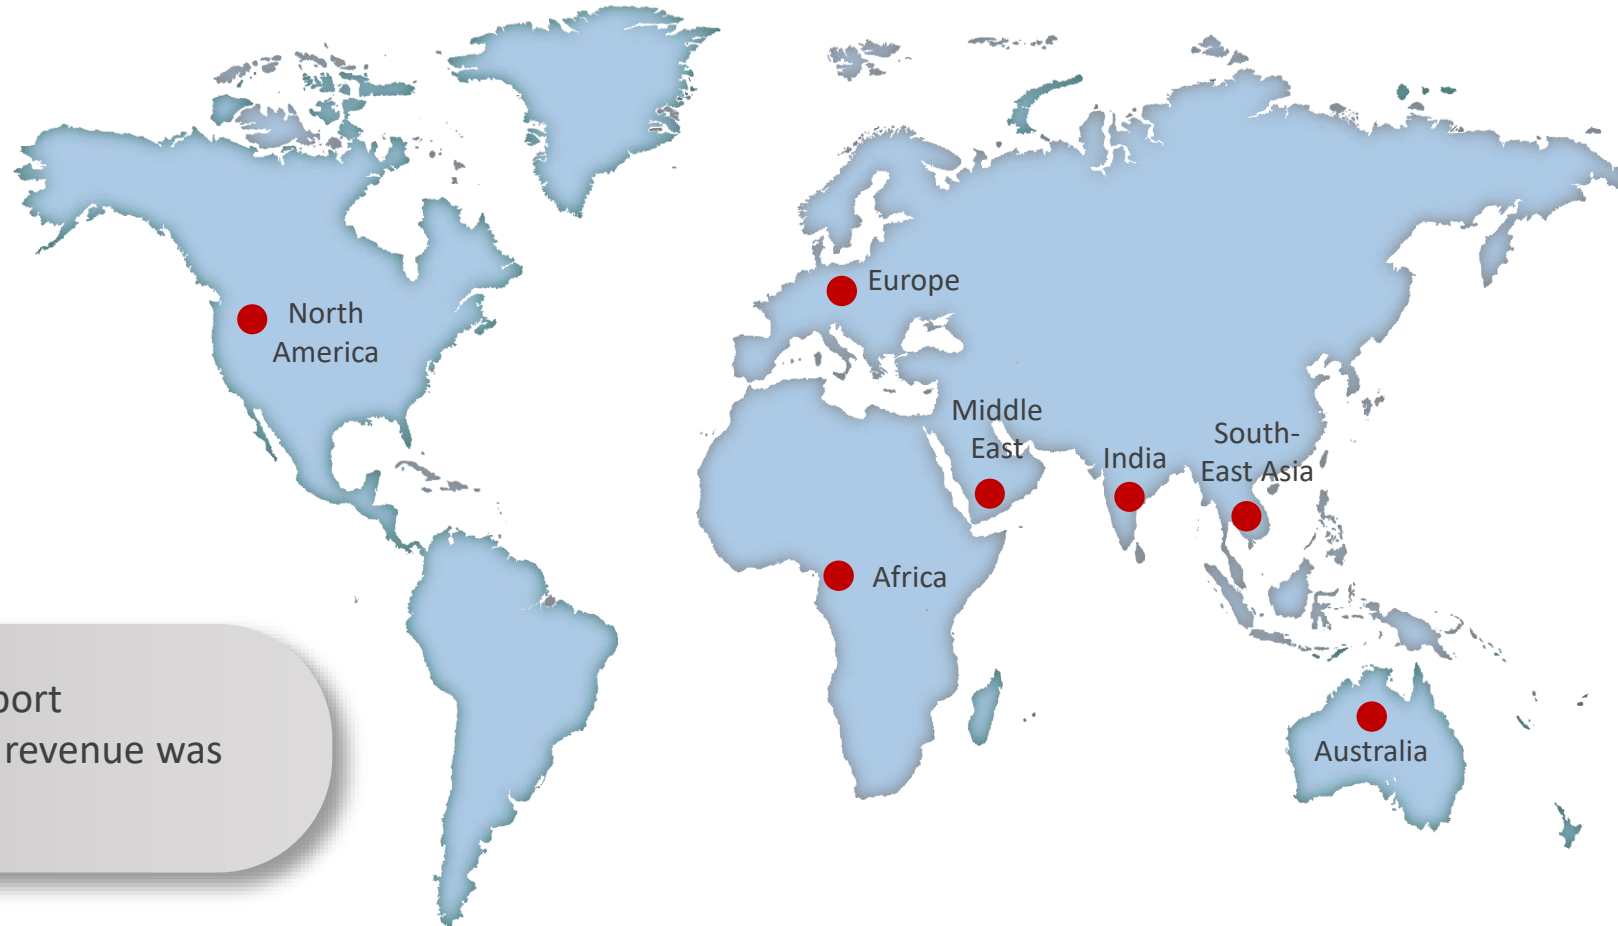 Europe
North
America
Middle
East
South-
East Asia
India
Africa
port
revenue was
Australia